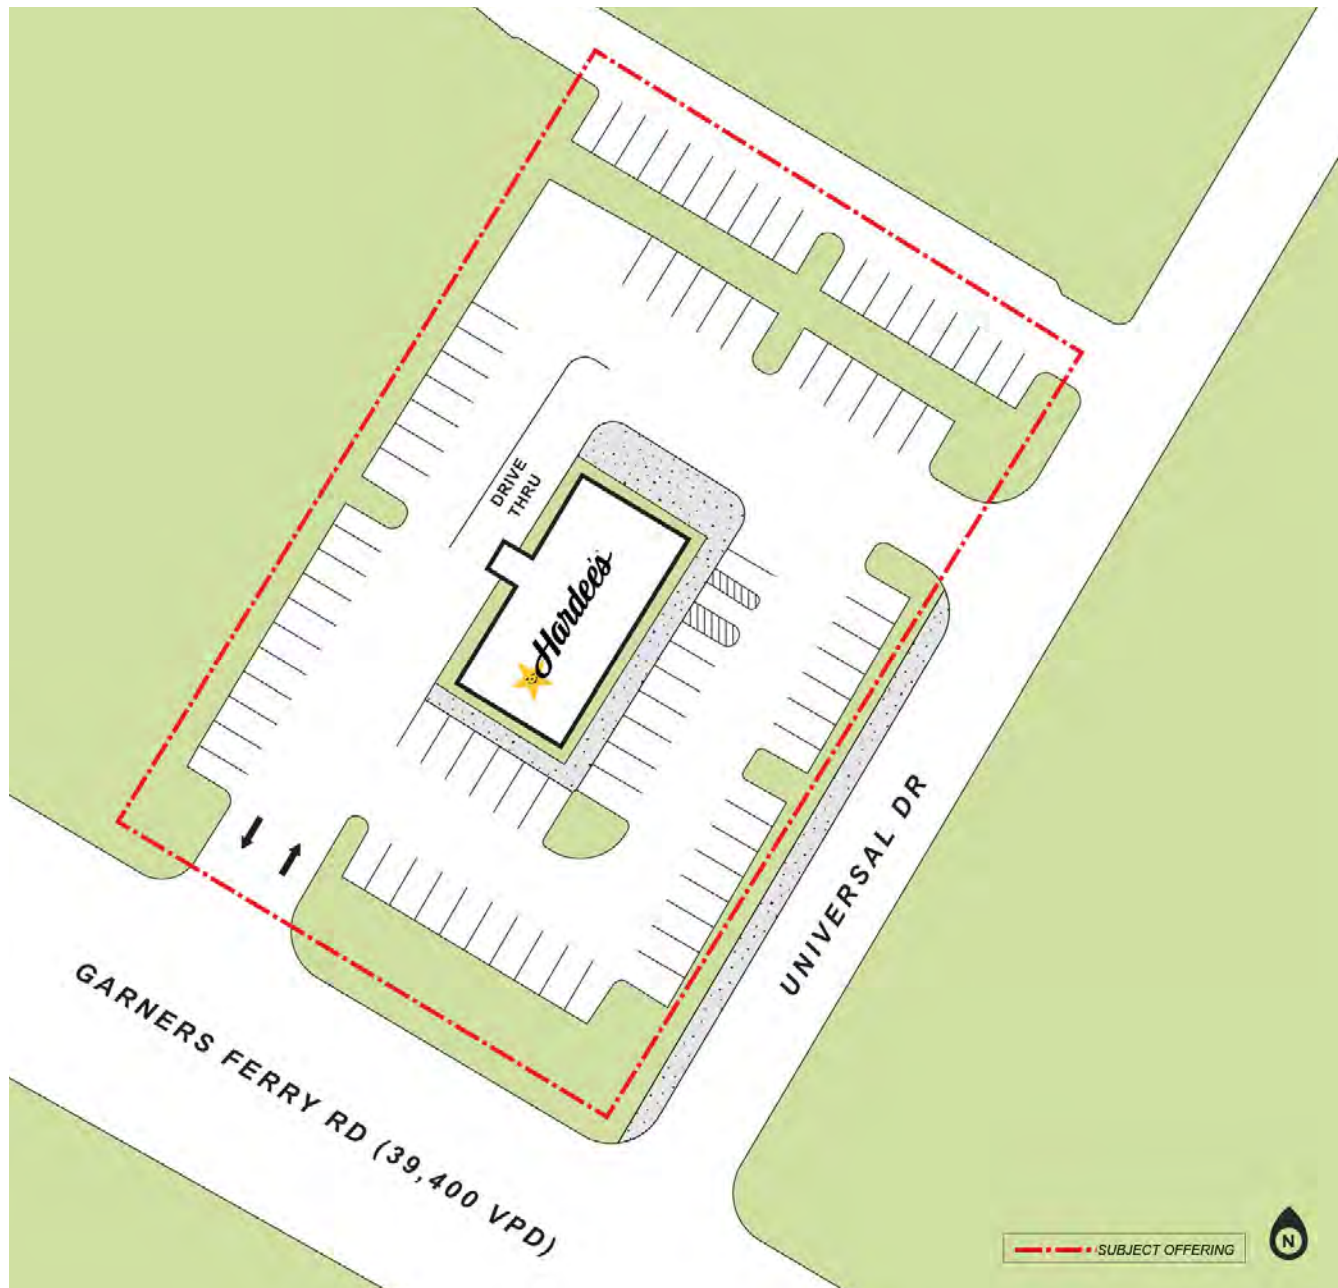 DRIVE
THRU
Hardee's
UNIVERSAL DR
GARNERS FERRY RD (39,400 VPD)
SUBJECT OFFERING
N